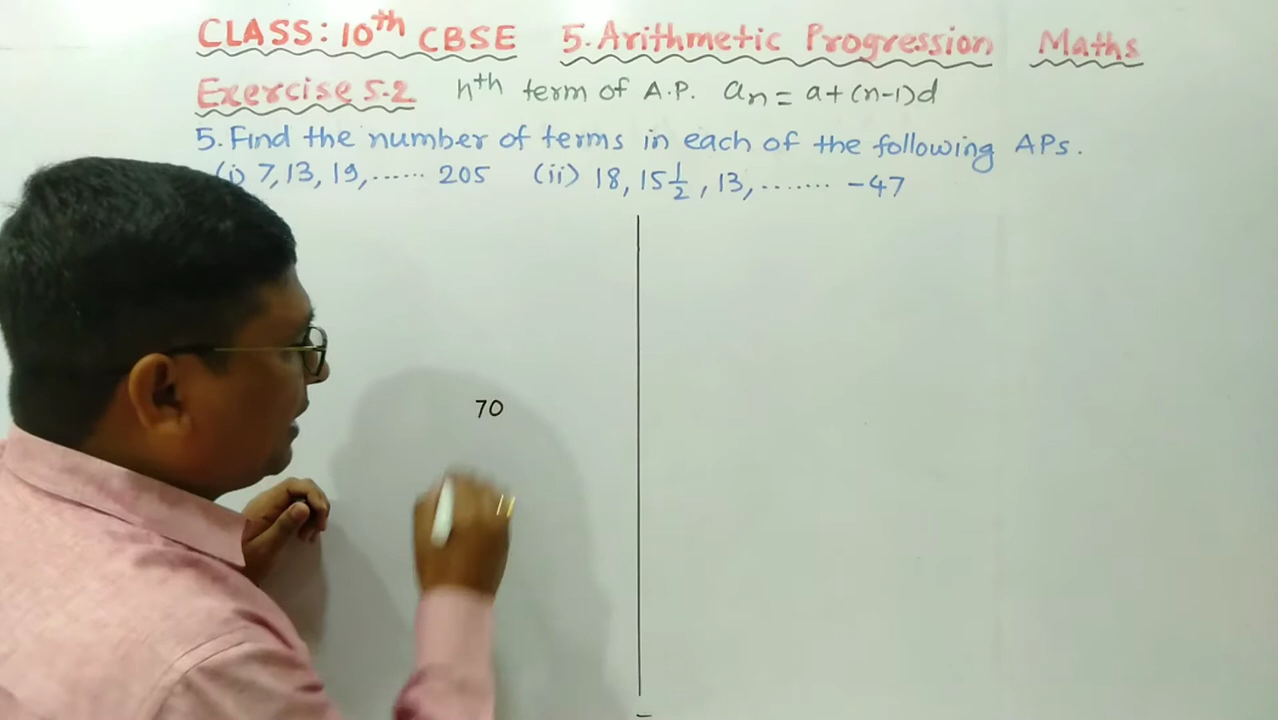 CLASS: 10th CBSE 5. Arithmetic Progression Maths
Exercise 5.2 nth term of A.P. an = a+(n-1)d
5. Find the number of terms in each of the following APs.
(i) 7, 13, 19, ...... 205 (ii) 18, 15 1/2, 13, ....... -47
70